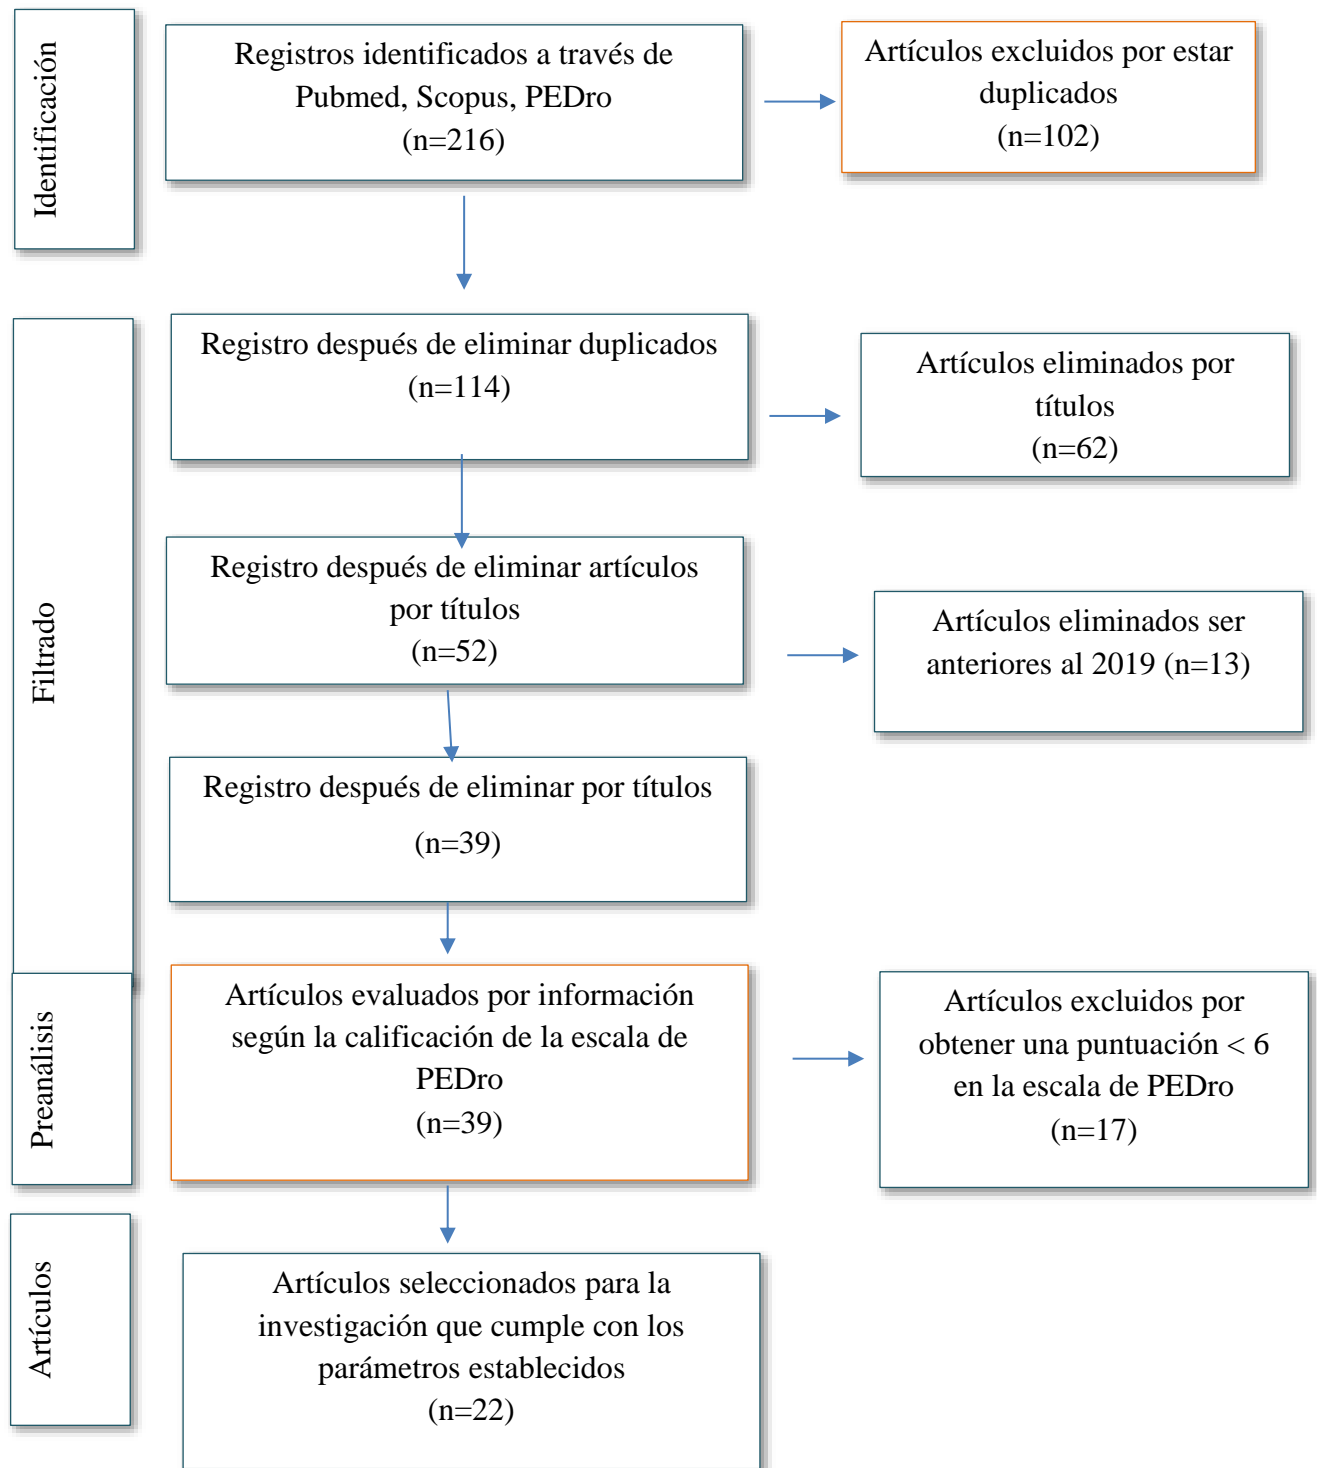 Identificación
Registros identificados a través de
Pubmed, Scopus, PEDro
(n=216)
Artículos excluidos por estar
duplicados
(n=102)
Filtrado
Registro después de eliminar duplicados
(n=114)
Artículos eliminados por
títulos
(n=62)
Registro después de eliminar artículos
por títulos
(n=52)
Artículos eliminados ser
anteriores al 2019 (n=13)
Registro después de eliminar por títulos
(n=39)
Preanálisis
Artículos evaluados por información
según la calificación de la escala de
PEDro
(n=39)
Artículos excluidos por
obtener una puntuación < 6
en la escala de PEDro
(n=17)
Artículos
Artículos seleccionados para la
investigación que cumple con los
parámetros establecidos
(n=22)